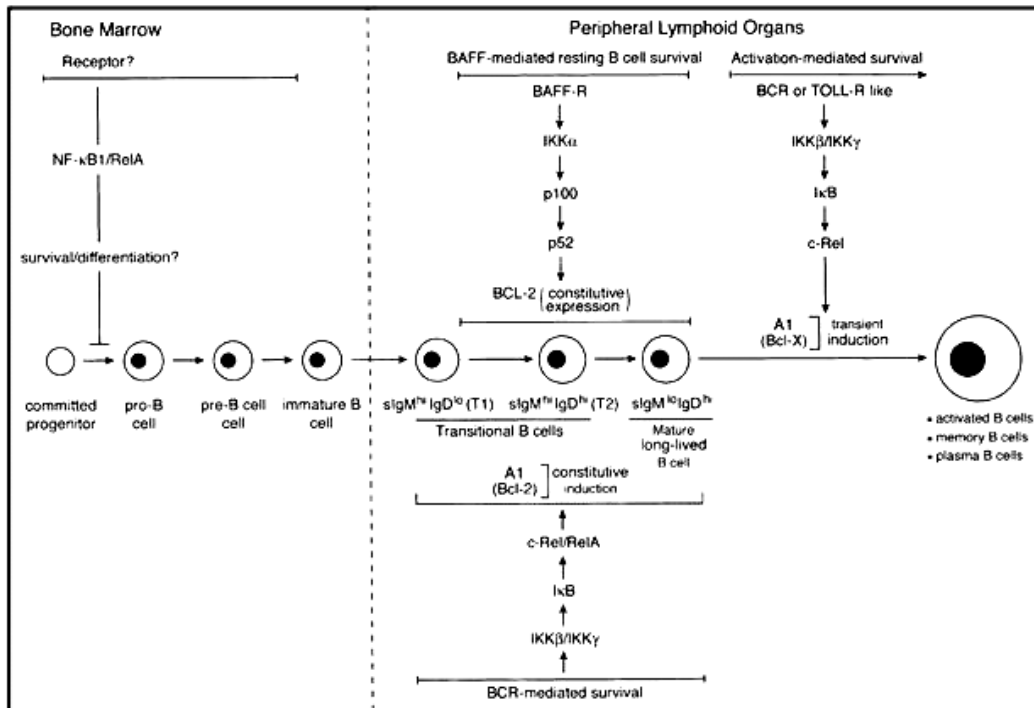 Bone Marrow
Receptor?
NF-κB1/RelA
survival/differentiation?
Peripheral Lymphoid Organs
BAFF-mediated resting B cell survival
BAFF-R
IKKα
p100
p52
BCL-2 (constitutive
expression)
Activation-mediated survival
BCR or TOLL-R like
IKKβ/IKKγ
IκB
c-Rel
A1
(Bcl-X)
transient
induction
committed
progenitor
pro-B
cell
pre-B cell
cell
immature B
cell
sIgMʰⁱ IgDˡᵒ (T1)
sIgMʰⁱ IgDʰⁱ (T2)
sIgMˡᵒ IgDʰⁱ
Transitional B cells
Mature
long-lived
B cell
• activated B cells
• memory B cells
• plasma B cells
A1
(Bcl-2)
constitutive
induction
c-Rel/RelA
IκB
IKKβ/IKKγ
BCR-mediated survival